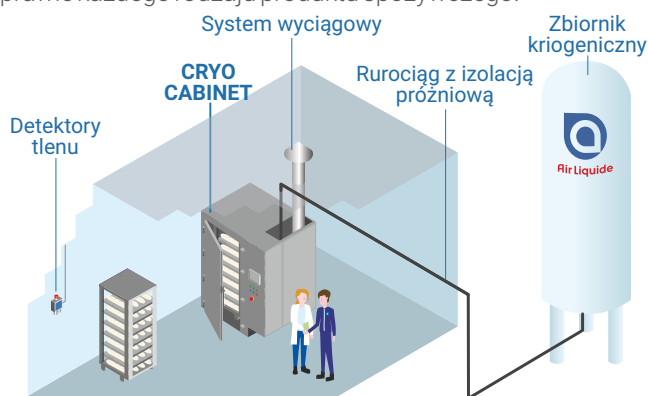 System wyciągowy
Zbiornik
kriogeniczny
CRYO
CABINET
Rurociąg z izolacją
próżniową
Detektory
tlenu
Air Liquide